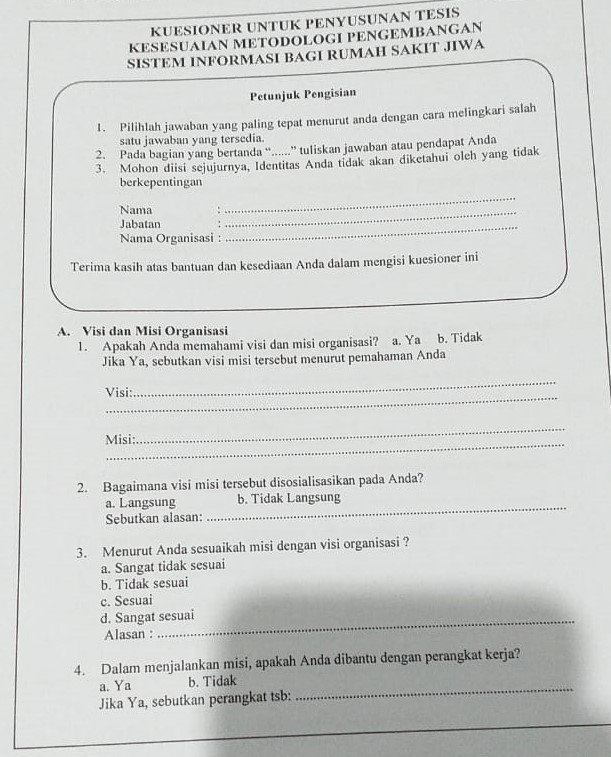 KUESIONER UNTUK PENYUSUNAN TESIS
KESESUAIAN METODOLOGI PENGEMBANGAN
SISTEM INFORMASI BAGI RUMAH SAKIT JIWA
Petunjuk Pengisian
1. Pilihlah jawaban yang paling tepat menurut anda dengan cara melingkari salah
satu jawaban yang tersedia.
2. Pada bagian yang bertanda “......” tuliskan jawaban atau pendapat Anda
3. Mohon diisi sejujurnya, Identitas Anda tidak akan diketahui oleh yang tidak
berkepentingan
Nama : ......................................................
Jabatan : ......................................................
Nama Organisasi : ......................................................
Terima kasih atas bantuan dan kesediaan Anda dalam mengisi kuesioner ini
A. Visi dan Misi Organisasi
1. Apakah Anda memahami visi dan misi organisasi? a. Ya b. Tidak
Jika Ya, sebutkan visi misi tersebut menurut pemahaman Anda
Visi:......................................................
......................................................
Misi:......................................................
......................................................
2. Bagaimana visi misi tersebut disosialisasikan pada Anda?
a. Langsung b. Tidak Langsung
Sebutkan alasan: ......................................................
3. Menurut Anda sesuaikah misi dengan visi organisasi ?
a. Sangat tidak sesuai
b. Tidak sesuai
c. Sesuai
d. Sangat sesuai
Alasan : ......................................................
4. Dalam menjalankan misi, apakah Anda dibantu dengan perangkat kerja?
a. Ya b. Tidak
Jika Ya, sebutkan perangkat tsb: ......................................................